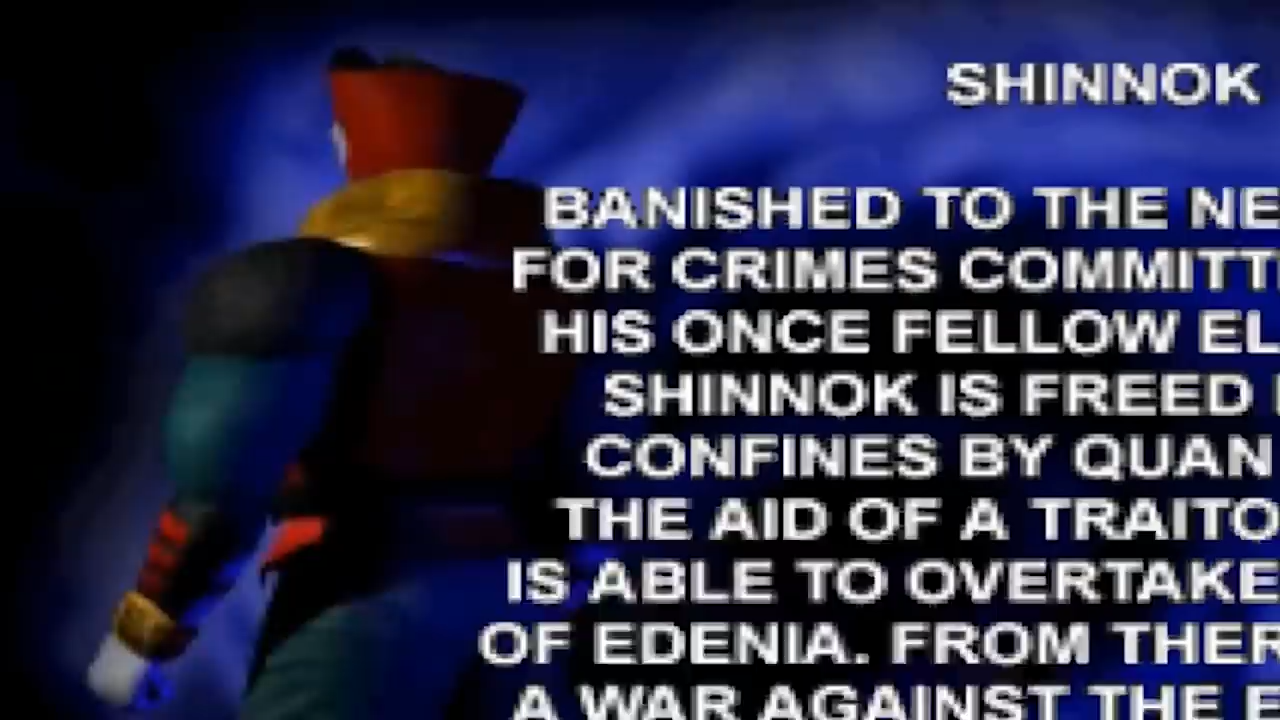 SHINNOK
BANISHED TO THE NE
FOR CRIMES COMMITT
HIS ONCE FELLOW EL
SHINNOK IS FREED
CONFINES BY QUAN
THE AID OF A TRAITO
IS ABLE TO OVERTAKE
OF EDENIA. FROM THER
A WAR AGAINST THE E